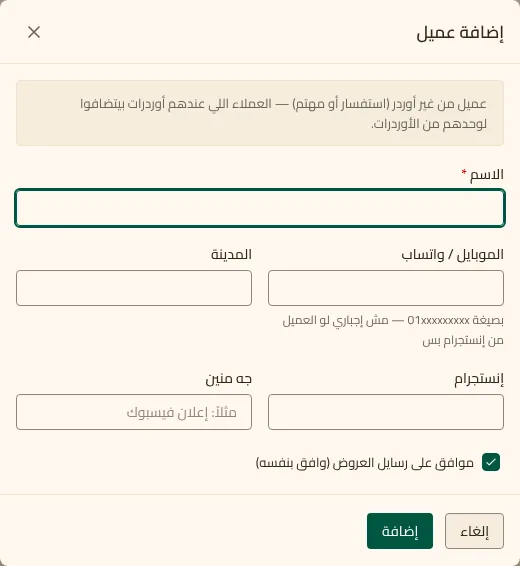 إضافة عميل
عميل من غير أوردر (استفسار أو مهتم) — العملاء اللي عندهم أوردرات بيتضافوا
لوحدهم من الأوردرات.
الاسم *
الموبايل / واتساب
المدينة
بصيغة 01xxxxxxxxx — مش إجباري لو العميل
من إنستجرام بس
إنستجرام
جه منين
مثلاً: إعلان فيسبوك
موافق على رسايل العروض (وافق بنفسه)
إلغاء
إضافة